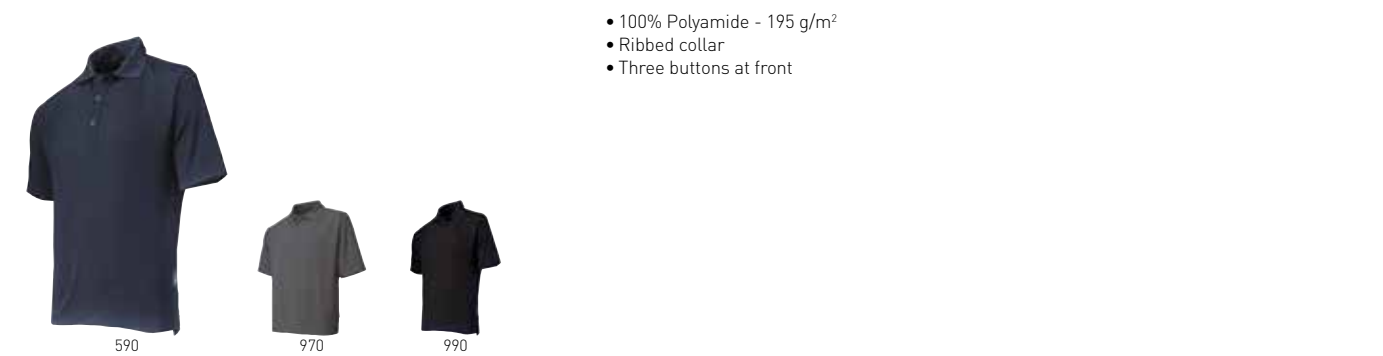 • 100% Polyamide - 195 g/m²
• Ribbed collar
• Three buttons at front
590
970
990